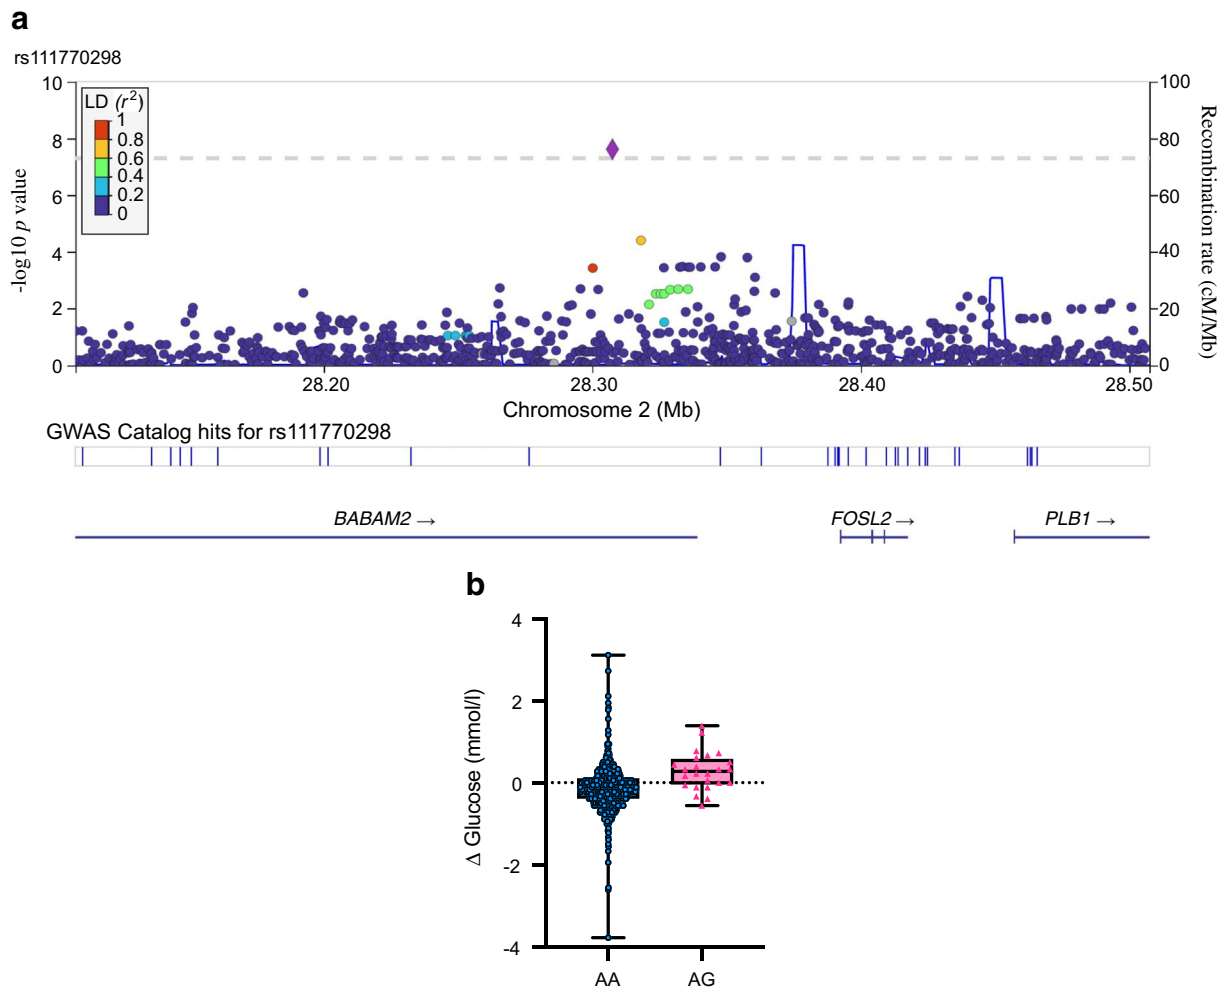 a
rs111770298
10
8
6
4
2
0
-log10 p value
LD (r²)
1
0.8
0.6
0.4
0.2
0
100
80
60
40
20
0
Recombination rate (cM/Mb)
28.20 28.30 28.40 28.50
Chromosome 2 (Mb)
GWAS Catalog hits for rs111770298
BABAM2 → FOSL2 → PLB1 →
b
4
2
0
-2
-4
Δ Glucose (mmol/l)
AA AG